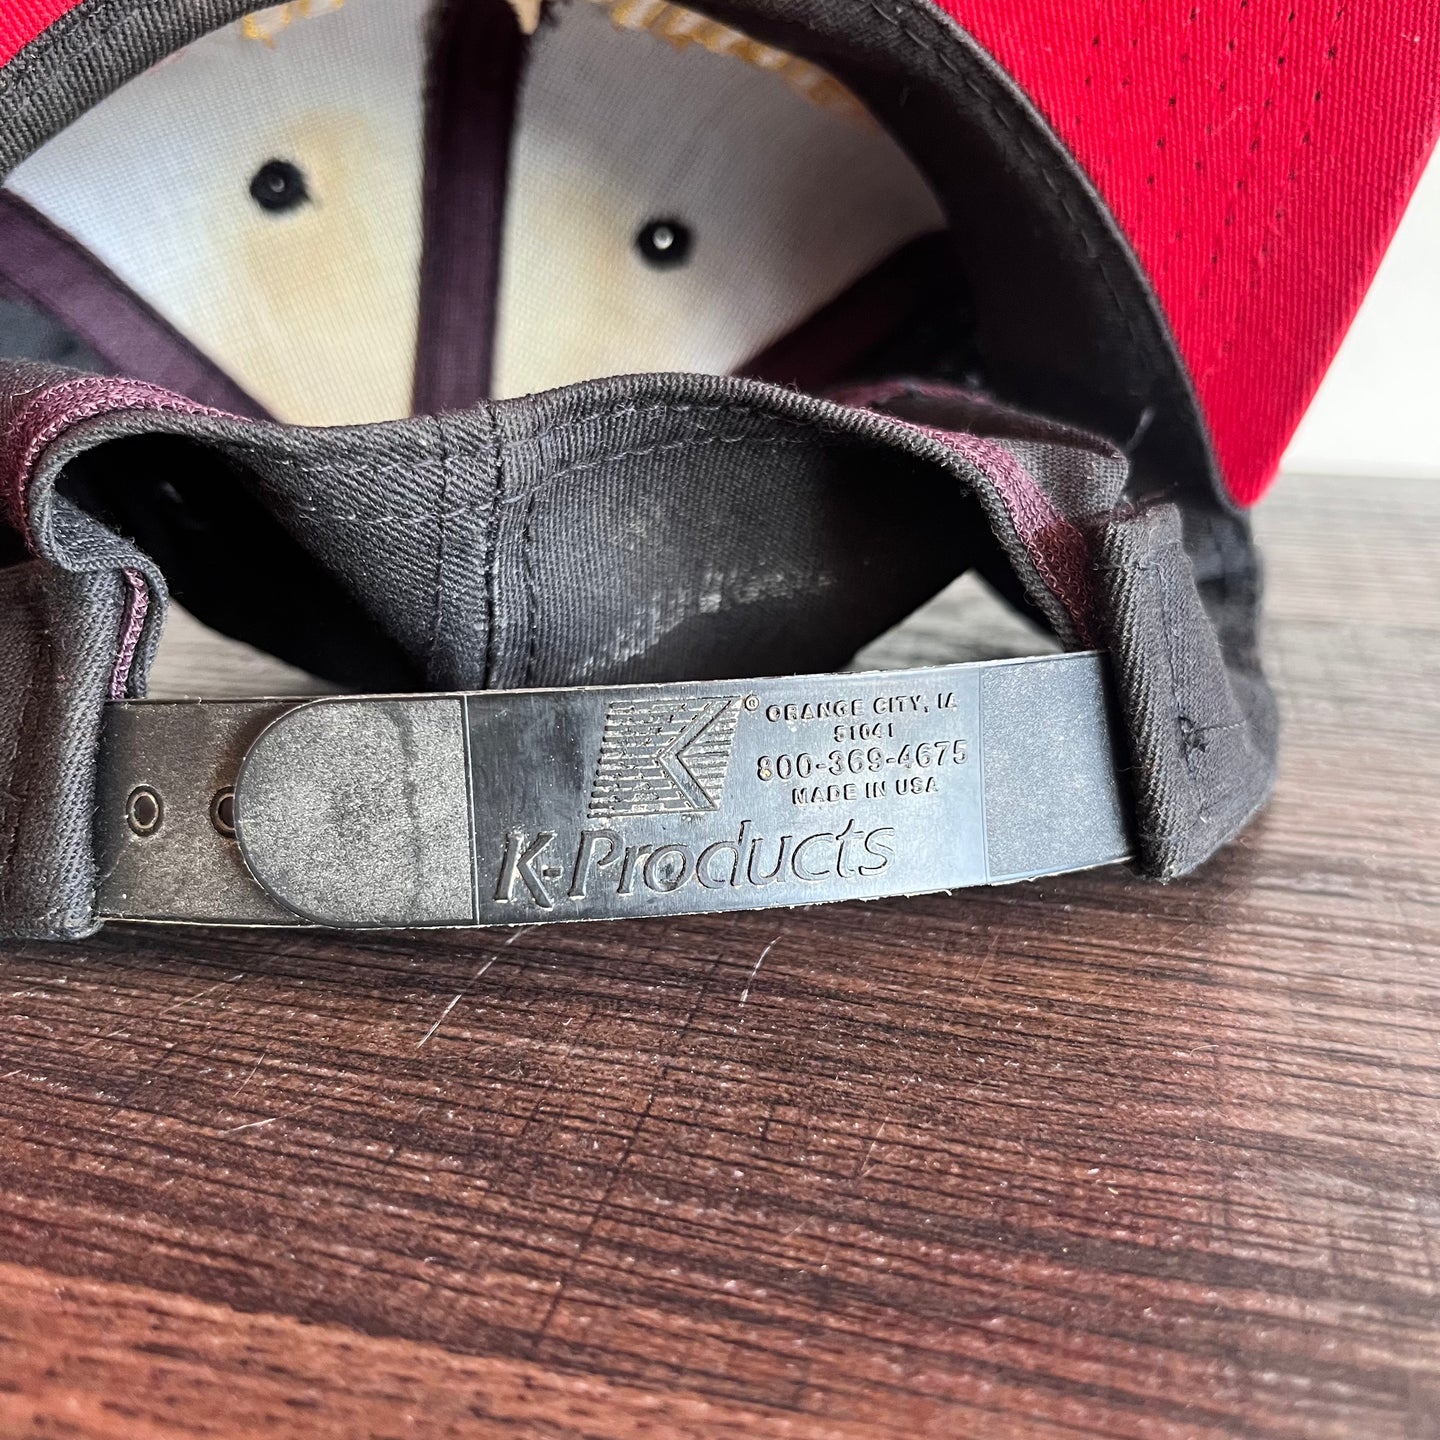 ®
ORANGE CITY, IA
51041
800-369-4675
MADE IN USA
K-Products